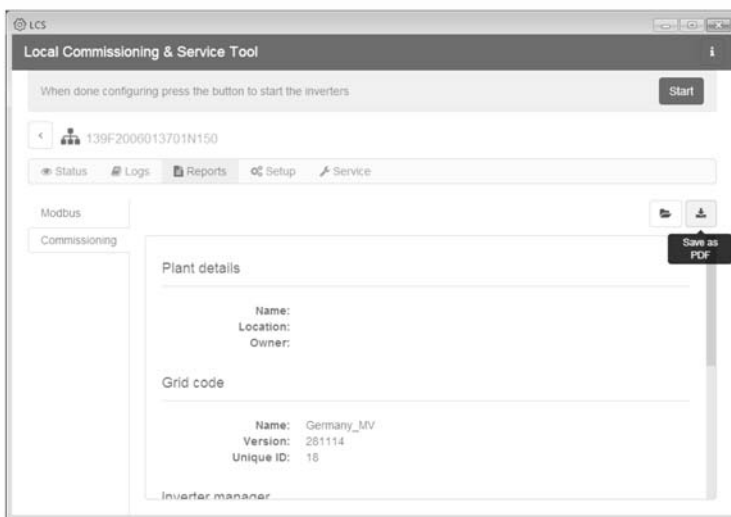 LCS
Local Commissioning & Service Tool
i
When done configuring press the button to start the inverters
Start
139F2006013701N150
Status Logs Reports Setup Service
Modbus
Commissioning
Save as
PDF
Plant details
Name:
Location:
Owner:
Grid code
Name: Germany_MV
Version: 281114
Unique ID: 18
Inverter manager